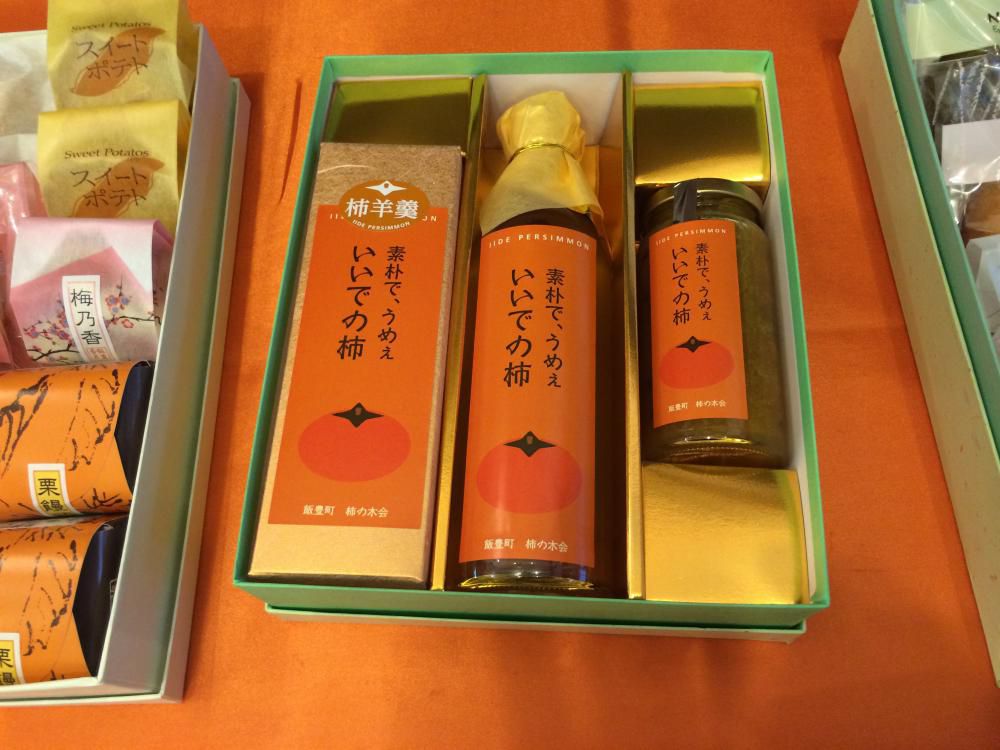 Sweet Potatos
スイート
ポテト
Sweet Potatos
スイート
ポテト
梅乃香
栗饅
栗饅
柿羊羹
IIDE PERSIMMON
素朴で、うめぇ
いいでの柿
飯豊町 柿の木会
IIDE PERSIMMON
素朴で、うめぇ
いいでの柿
飯豊町 柿の木会
IIDE PERSIMMON
素朴で、うめぇ
いいでの柿
飯豊町 柿の木会